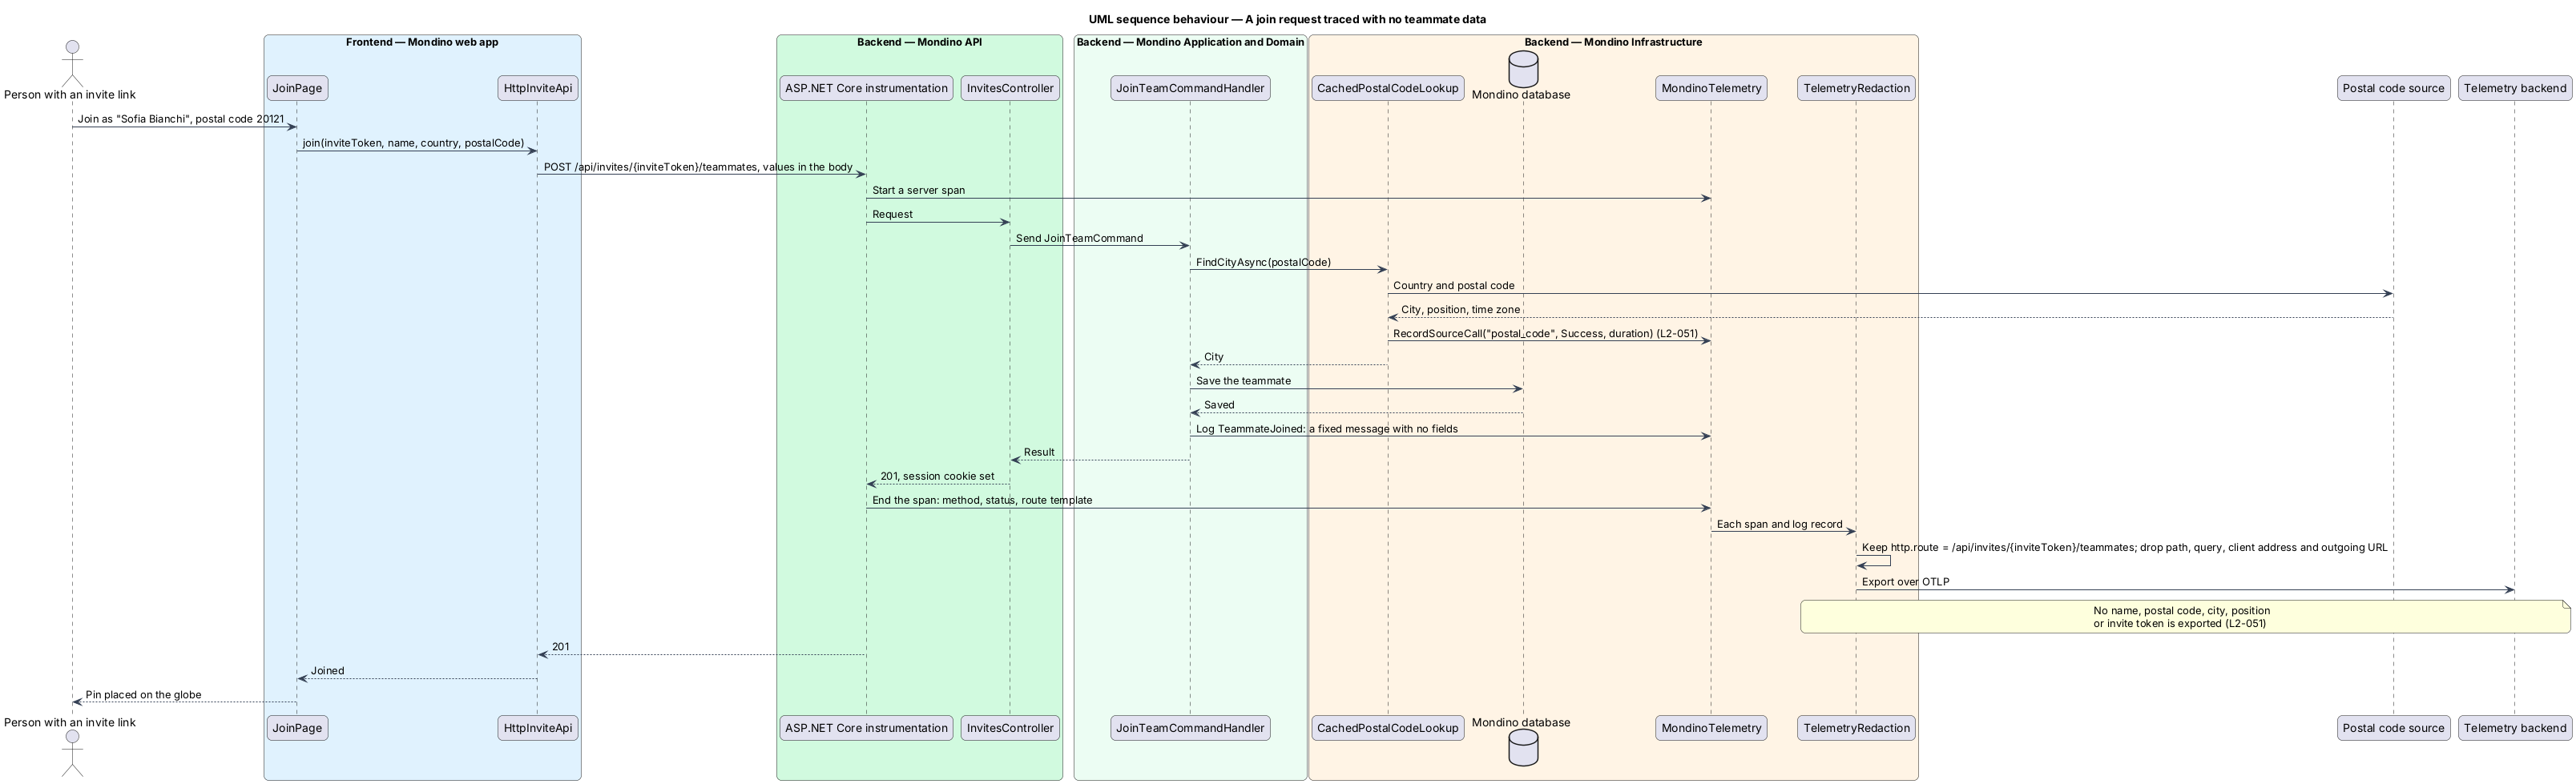 UML sequence behaviour — A join request traced with no teammate data
Frontend — Mondino web app
Backend — Mondino API
Backend — Mondino Application and Domain
Backend — Mondino Infrastructure
Person with an invite link
JoinPage
HttpInviteApi
ASP.NET Core instrumentation
InvitesController
JoinTeamCommandHandler
CachedPostalCodeLookup
Mondino database
MondinoTelemetry
TelemetryRedaction
Postal code source
Telemetry backend
Join as "Sofia Bianchi", postal code 20121
join(inviteToken, name, country, postalCode)
POST /api/invites/{inviteToken}/teammates, values in the body
Start a server span
Request
Send JoinTeamCommand
FindCityAsync(postalCode)
Country and postal code
City, position, time zone
RecordSourceCall("postal_code", Success, duration) (L2-051)
City
Save the teammate
Saved
Log TeammateJoined: a fixed message with no fields
Result
201, session cookie set
End the span: method, status, route template
Each span and log record
Keep http.route = /api/invites/{inviteToken}/teammates; drop path, query, client address and outgoing URL
Export over OTLP
No name, postal code, city, position
or invite token is exported (L2-051)
201
Joined
Pin placed on the globe
Person with an invite link
JoinPage
HttpInviteApi
ASP.NET Core instrumentation
InvitesController
JoinTeamCommandHandler
CachedPostalCodeLookup
Mondino database
MondinoTelemetry
TelemetryRedaction
Postal code source
Telemetry backend